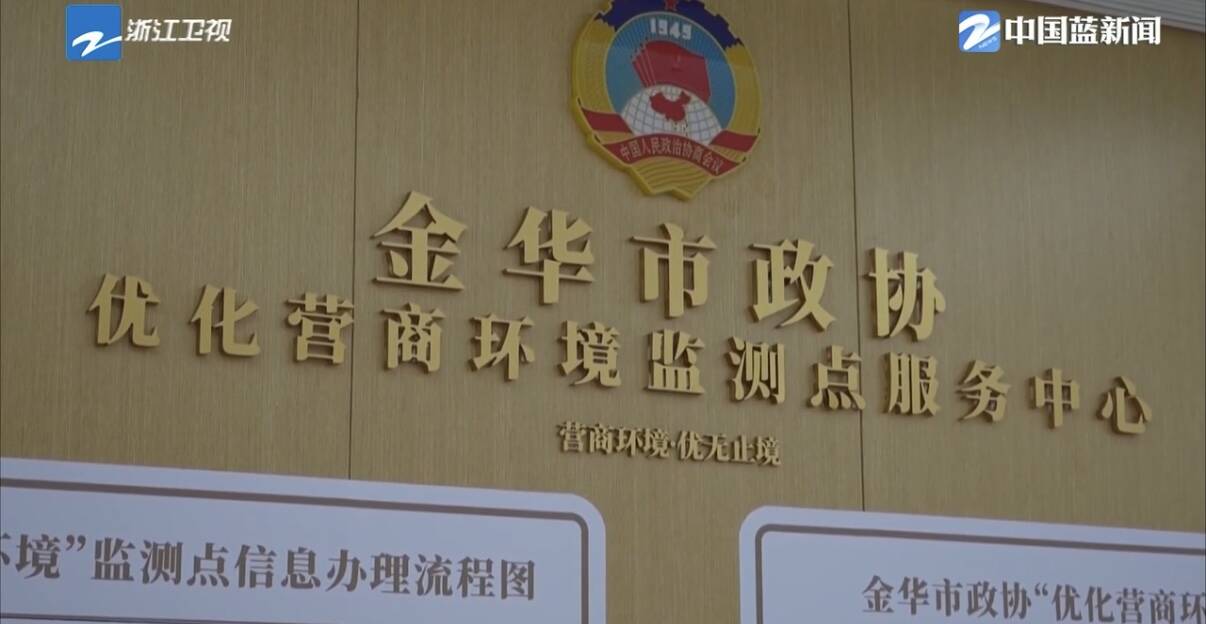 浙江卫视
中国蓝新闻
NEWS
1949
中国人民政治协商会议
金华市政协
优化营商环境监测点服务中心
营商环境·优无止境
环境”监测点信息办理流程图
金华市政协“优化营商环